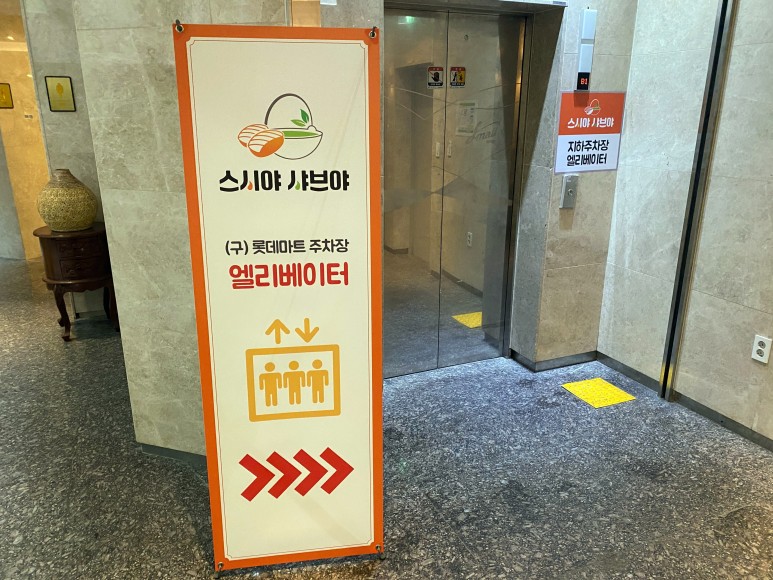 스시야 샤브야
(구) 롯데마트 주차장
엘리베이터
B1
스시야 샤브야
지하주차장
엘리베이터